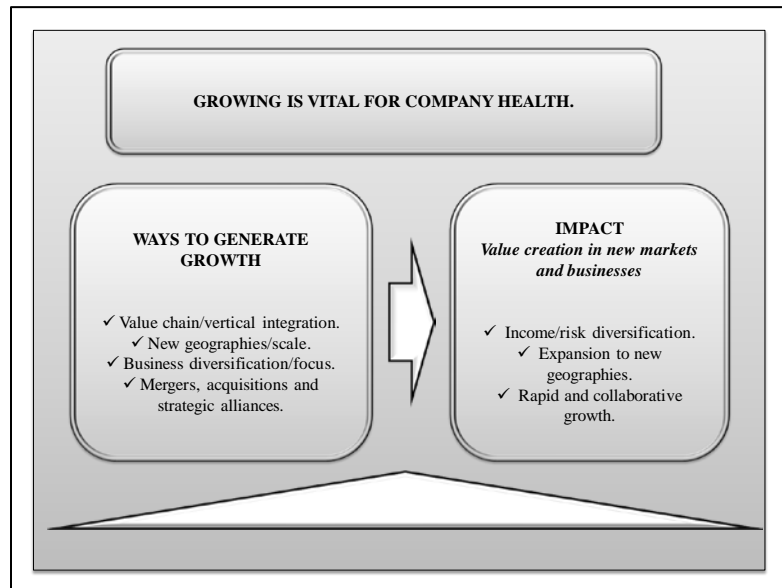 GROWING IS VITAL FOR COMPANY HEALTH.
WAYS TO GENERATE
GROWTH
✓ Value chain/vertical integration.
✓ New geographies/scale.
✓ Business diversification/focus.
✓ Mergers, acquisitions and
strategic alliances.
IMPACT
Value creation in new markets
and businesses
✓ Income/risk diversification.
✓ Expansion to new
geographies.
✓ Rapid and collaborative
growth.